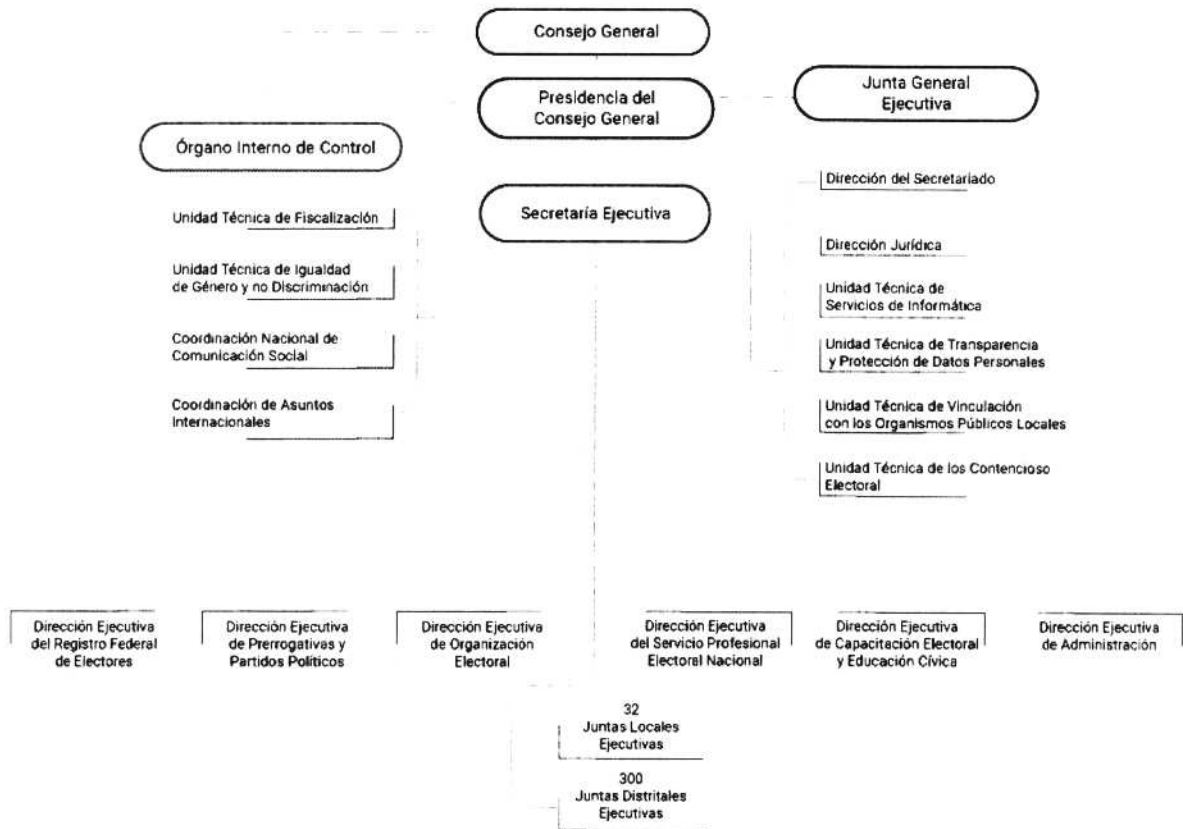 Consejo General
Presidencia del
Consejo General
Junta General
Ejecutiva
Órgano Interno de Control
Secretaría Ejecutiva
Unidad Técnica de Fiscalización
Unidad Técnica de Igualdad
de Género y no Discriminación
Coordinación Nacional de
Comunicación Social
Coordinación de Asuntos
Internacionales
Dirección del Secretariado
Dirección Jurídica
Unidad Técnica de
Servicios de Informática
Unidad Técnica de Transparencia
y Protección de Datos Personales
Unidad Técnica de Vinculación
con los Organismos Públicos Locales
Unidad Técnica de los Contencioso
Electoral
Dirección Ejecutiva
del Registro Federal
de Electores
Dirección Ejecutiva
de Prerrogativas y
Partidos Políticos
Dirección Ejecutiva
de Organización
Electoral
Dirección Ejecutiva
del Servicio Profesional
Electoral Nacional
Dirección Ejecutiva
de Capacitación Electoral
y Educación Cívica
Dirección Ejecutiva
de Administración
32
Juntas Locales
Ejecutivas
300
Juntas Distritales
Ejecutivas